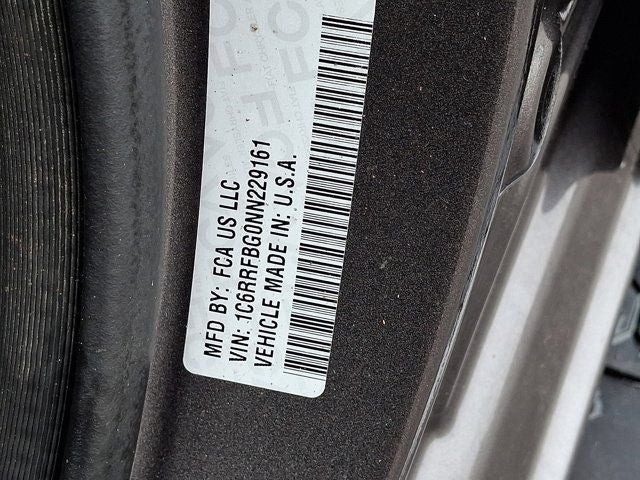 MFD BY: FCA US LLC
VIN: 1C6RRFBG0NN229161
VEHICLE MADE IN: U.S.A.